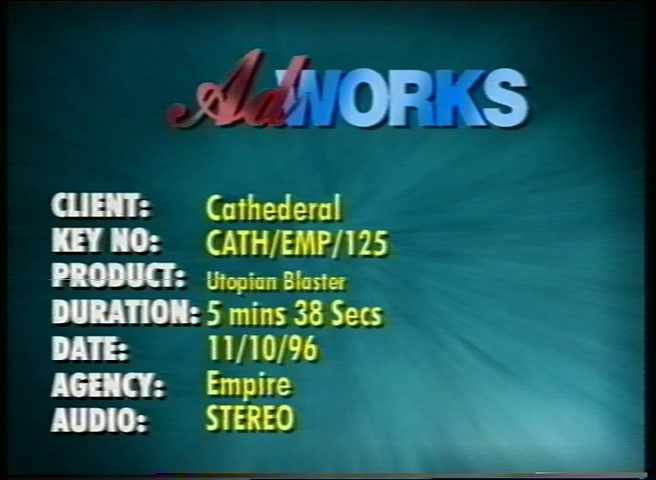 AdWORKS
CLIENT: Cathederal
KEY NO: CATH/EMP/125
PRODUCT: Utopian Blaster
DURATION: 5 mins 38 Secs
DATE: 11/10/96
AGENCY: Empire
AUDIO: STEREO